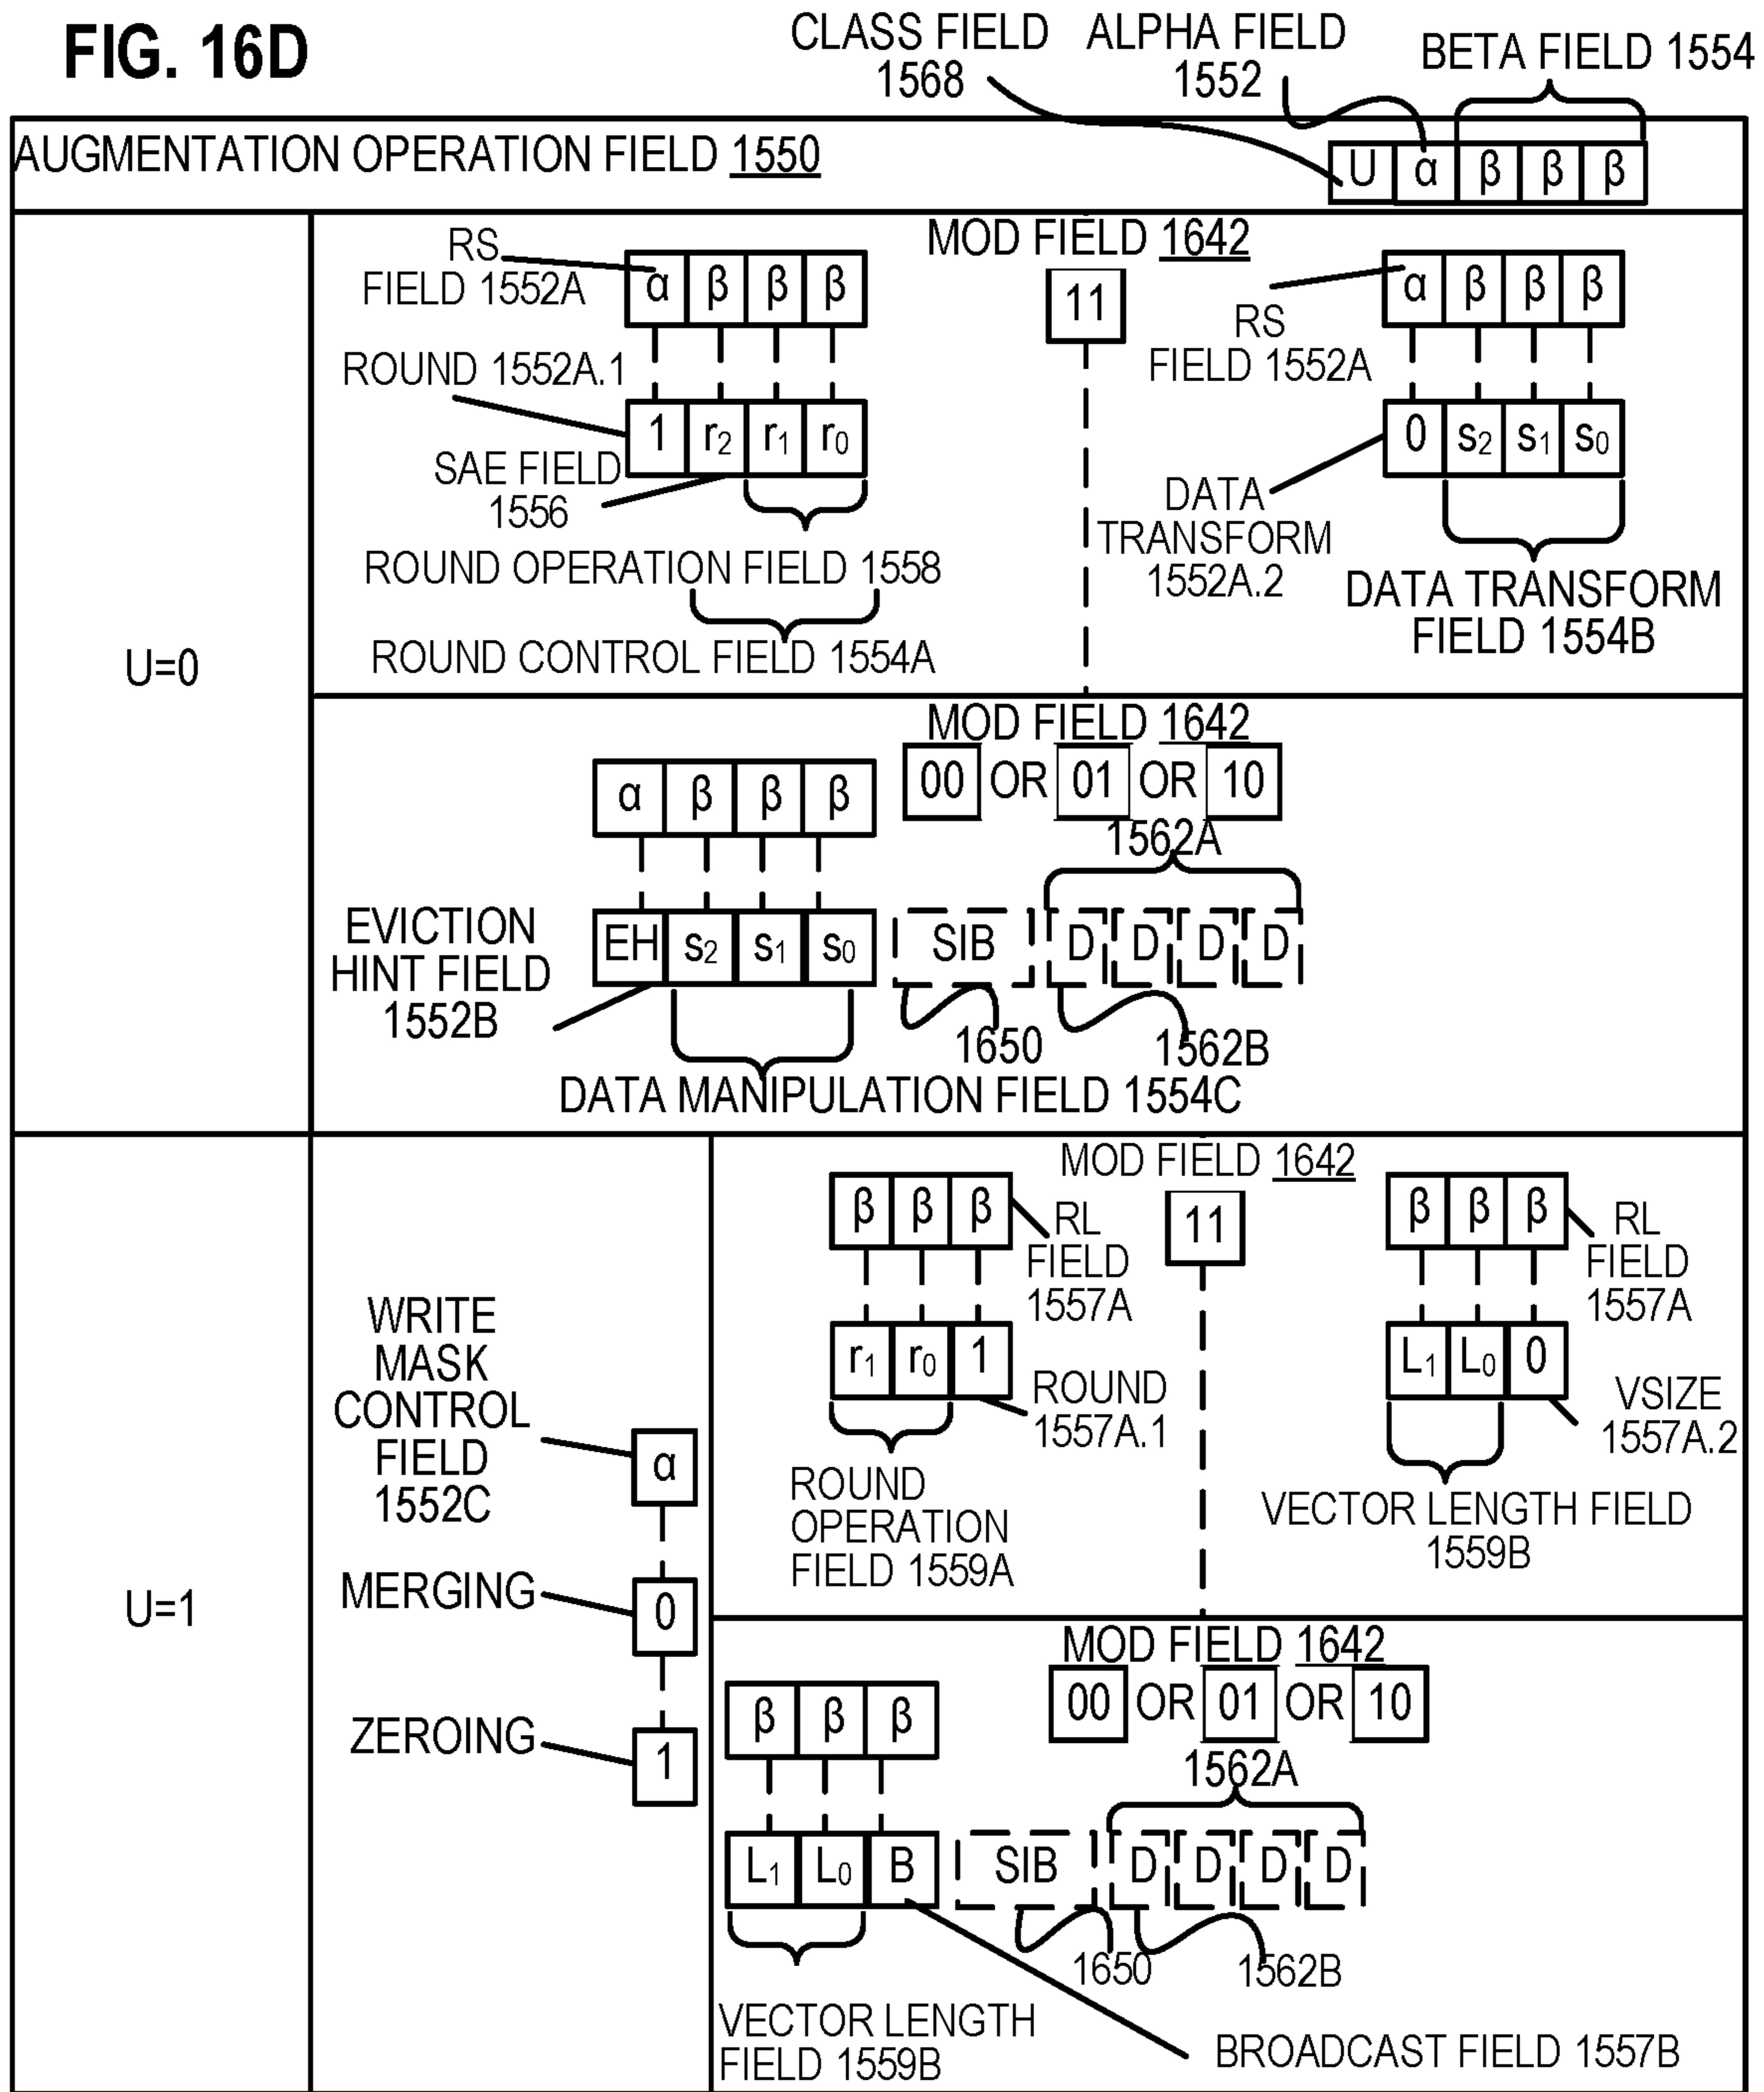 FIG. 16D
CLASS FIELD
1568
ALPHA FIELD
1552
BETA FIELD 1554
AUGMENTATION OPERATION FIELD 1550
U α β β β
U=0
MOD FIELD 1642
11
RS
FIELD 1552A
α β β β
ROUND 1552A.1
1 r2 r1 r0
SAE FIELD
1556
ROUND OPERATION FIELD 1558
ROUND CONTROL FIELD 1554A
α β β β
RS
FIELD 1552A
0 s2 s1 s0
DATA
TRANSFORM
1552A.2
DATA TRANSFORM
FIELD 1554B
MOD FIELD 1642
00 OR 01 OR 10
α β β β
1562A
EVICTION
HINT FIELD
1552B
EH s2 s1 s0 SIB D D D D
1650
1562B
DATA MANIPULATION FIELD 1554C
U=1
WRITE
MASK
CONTROL
FIELD
1552C
α
MERGING
0
ZEROING
1
MOD FIELD 1642
11
β β β
RL
FIELD
1557A
r1 r0 1
ROUND
1557A.1
ROUND
OPERATION
FIELD 1559A
β β β
RL
FIELD
1557A
L1 L0 0
VSIZE
1557A.2
VECTOR LENGTH FIELD
1559B
MOD FIELD 1642
00 OR 01 OR 10
β β β
1562A
L1 L0 B SIB D D D D
1650
1562B
VECTOR LENGTH
FIELD 1559B
BROADCAST FIELD 1557B